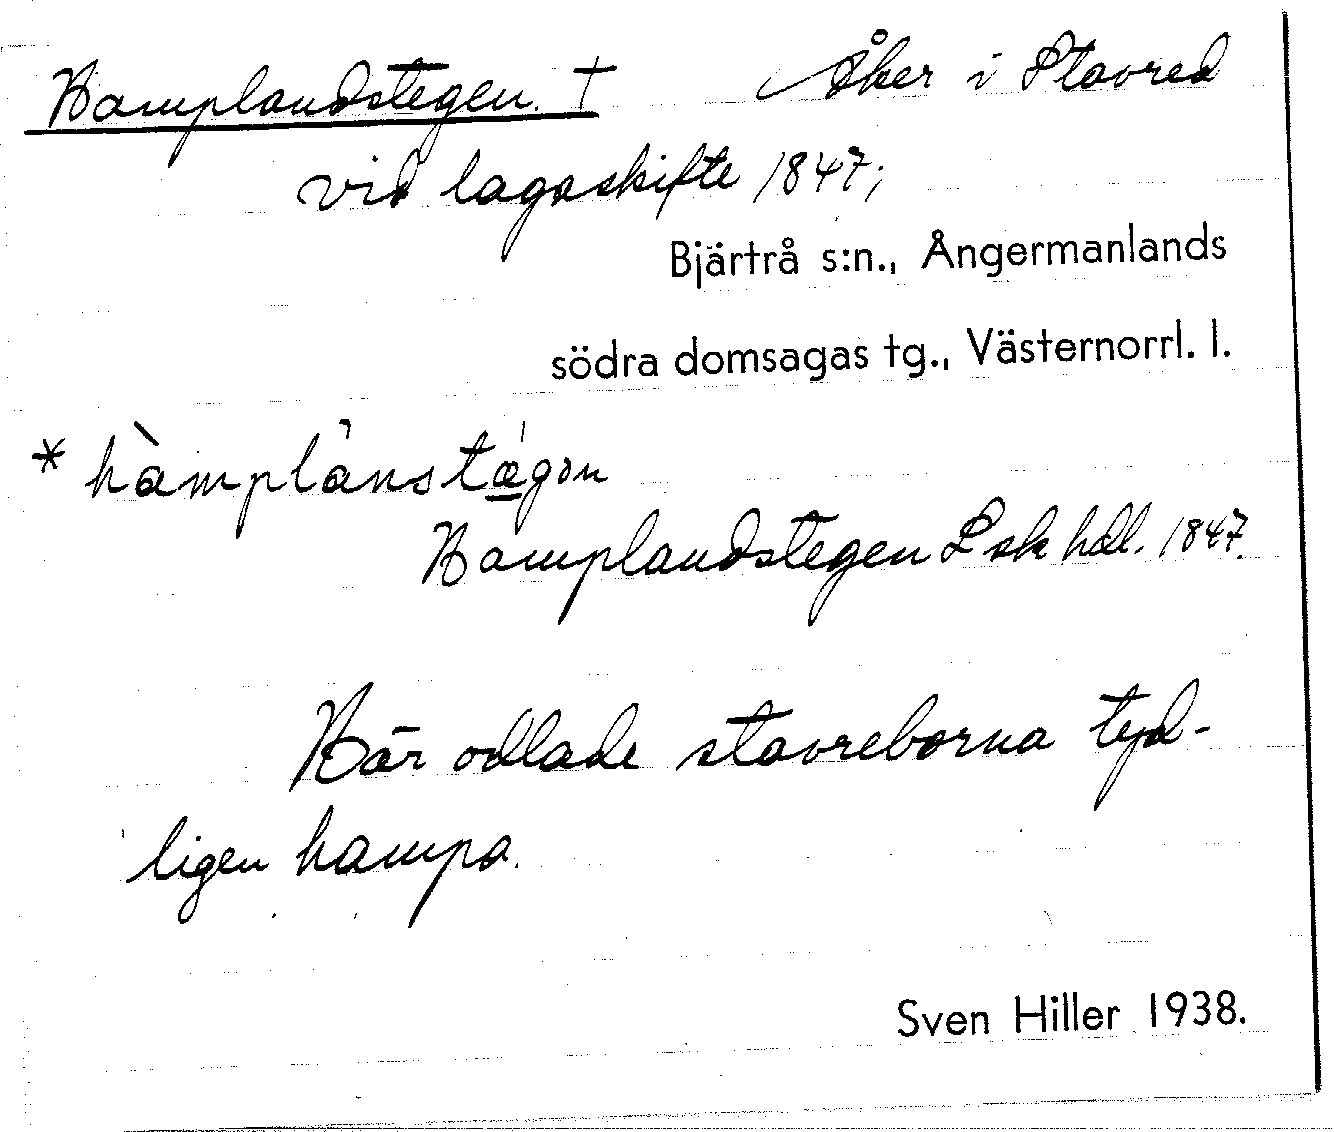 Hamplandstegen. † Åker i Stavred
vid lagaskifte 1847;
Bjärtrå s:n., Ångermanlands
södra domsagas tg., Västernorrl. l.
* hàmplánstǽgɔn
Hamplandstegen Lsk hdl. 1847.
Här odlade stavreborna tyd-
ligen hampa.
Sven Hiller 1938.